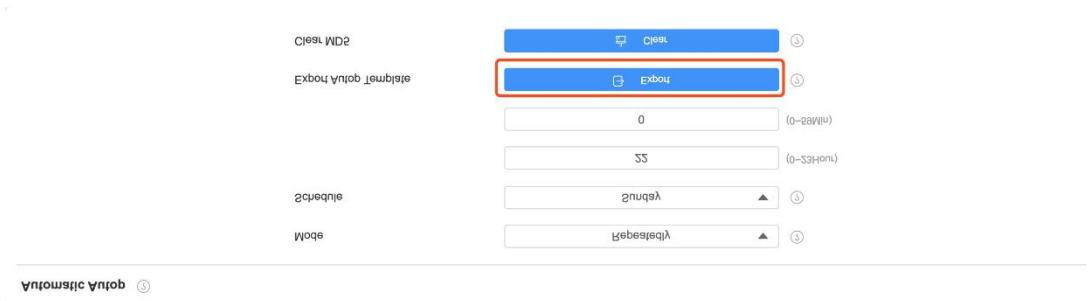 Automatic Autop
Mode Repeatedly
Schedule Sunday
22 (0~23Hour)
0 (0~59Min)
Export Autop Template Export
Clear MD5 Clear